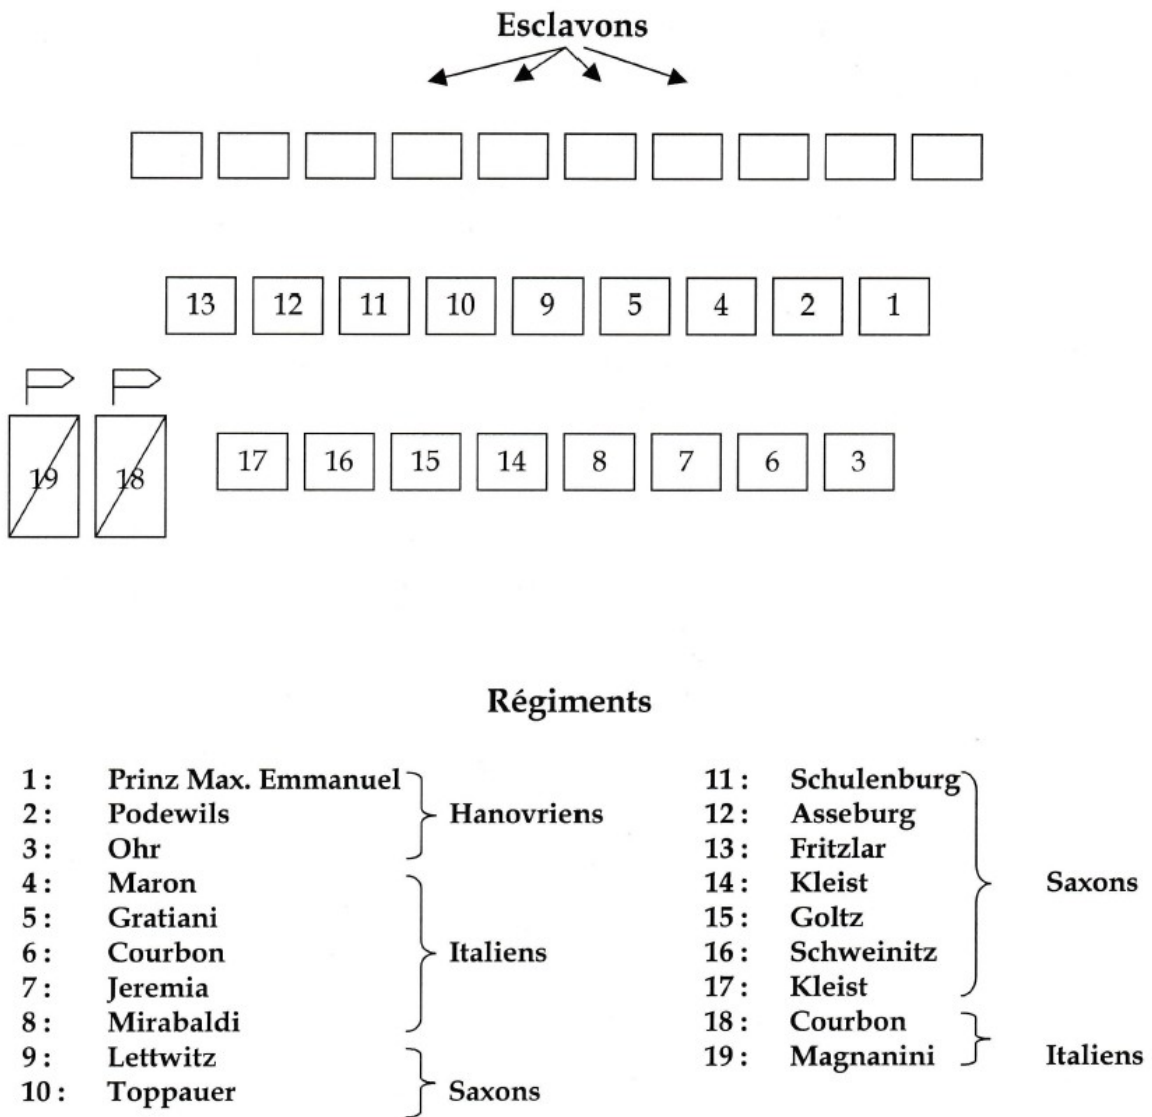 Esclavons
13 12 11 10 9 5 4 2 1
19 18 17 16 15 14 8 7 6 3
Régiments
1 : Prinz Max. Emmanuel
2 : Podewils
3 : Ohr
Hanovriens
4 : Maron
5 : Gratiani
6 : Courbon
7 : Jeremia
8 : Mirabaldi
Italiens
9 : Lettwitz
10 : Toppauer
Saxons
11 : Schulenburg
12 : Asseburg
13 : Fritzlar
14 : Kleist
15 : Goltz
16 : Schweinitz
17 : Kleist
Saxons
18 : Courbon
19 : Magnanini
Italiens